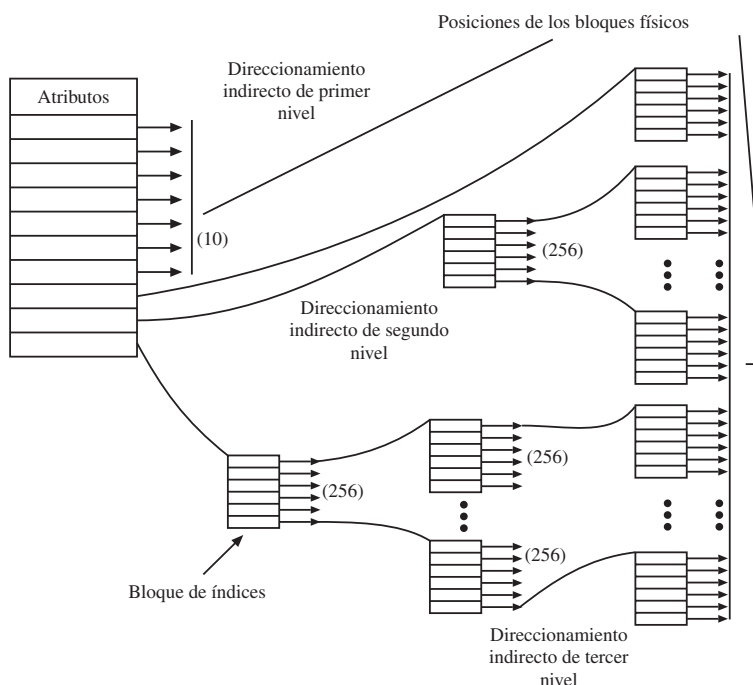 Posiciones de los bloques físicos
Direccionamiento
indirecto de primer
nivel
Atributos
(10)
(256)
Direccionamiento
indirecto de segundo
nivel
(256)
(256)
(256)
Bloque de índices
Direccionamiento
indirecto de tercer
nivel